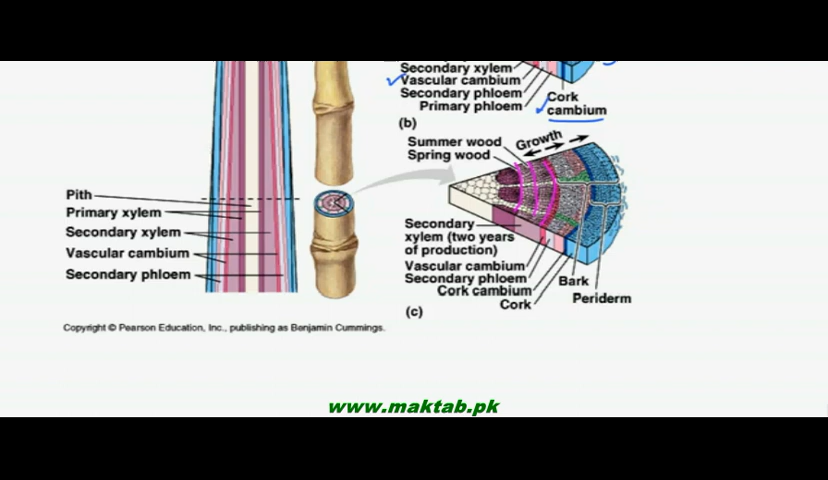 Secondary xylem
Vascular cambium
Secondary phloem
Primary phloem
Cork
cambium
(b)
Summer wood
Spring wood
Growth
Pith
Primary xylem
Secondary xylem
Vascular cambium
Secondary phloem
Secondary
xylem (two years
of production)
Vascular cambium
Secondary phloem
Cork cambium
Cork
Bark
Periderm
(c)
Copyright © Pearson Education, Inc., publishing as Benjamin Cummings.
www.maktab.pk